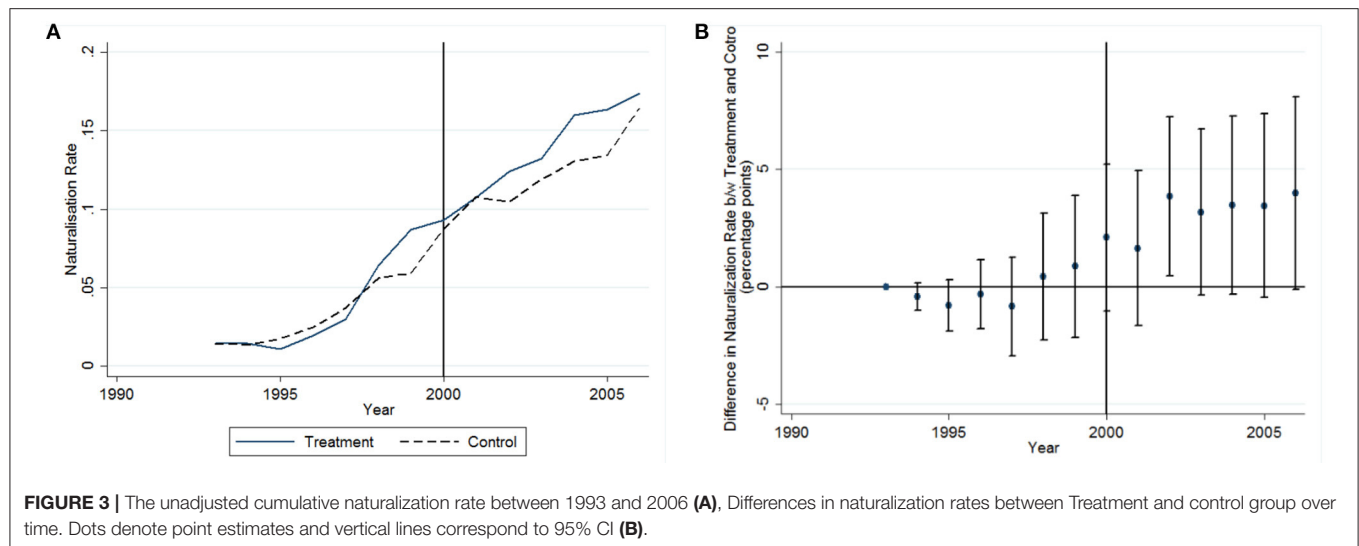 A
.2
.15
.1
.05
0
Naturalisation Rate
1990
1995
2000
2005
Year
Treatment
Control
B
10
5
0
-5
Difference in Naturalization Rate b/w Treatnment and Cotro
(percentage points)
1990
1995
2000
2005
Year
FIGURE 3 | The unadjusted cumulative naturalization rate between 1993 and 2006 (A), Differences in naturalization rates between Treatment and control group over
time. Dots denote point estimates and vertical lines correspond to 95% CI (B).